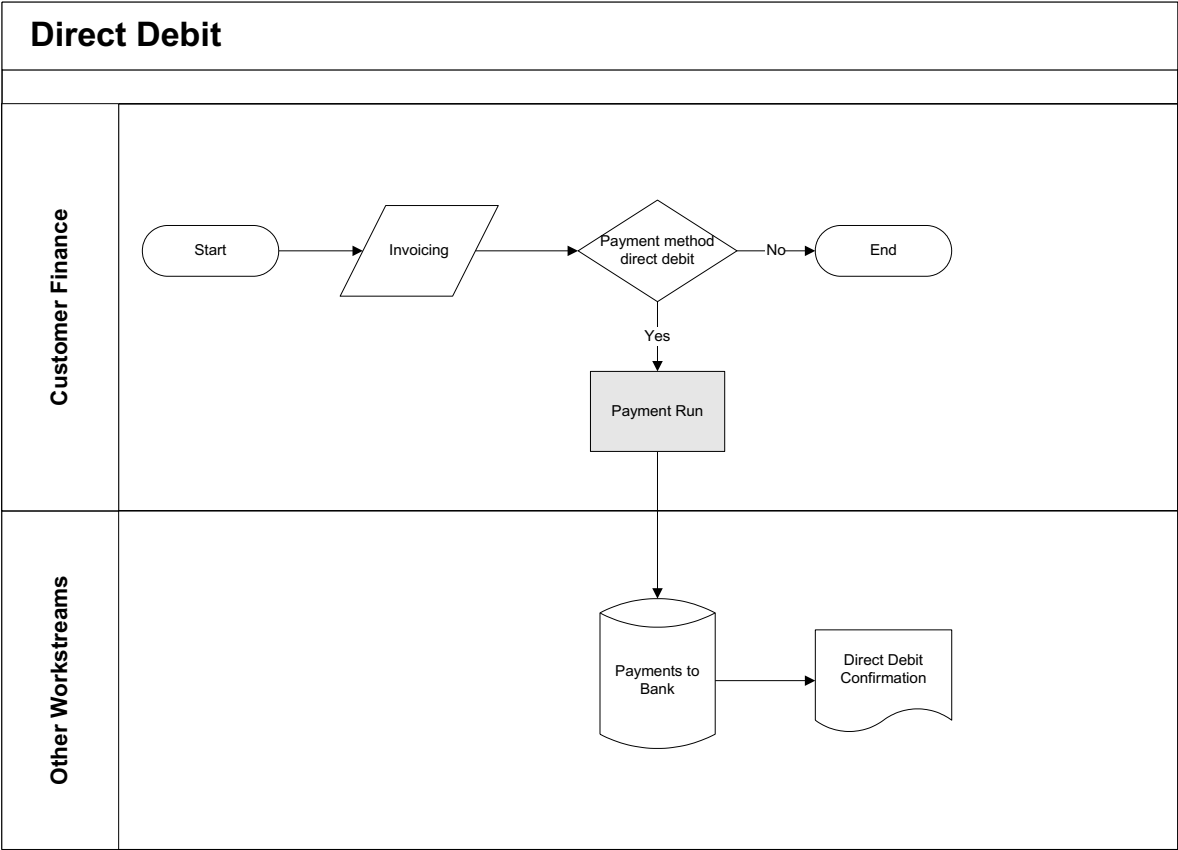 Direct Debit
Customer Finance
Start
Invoicing
Payment method
direct debit
No
End
Yes
Payment Run
Other Workstreams
Payments to
Bank
Direct Debit
Confirmation